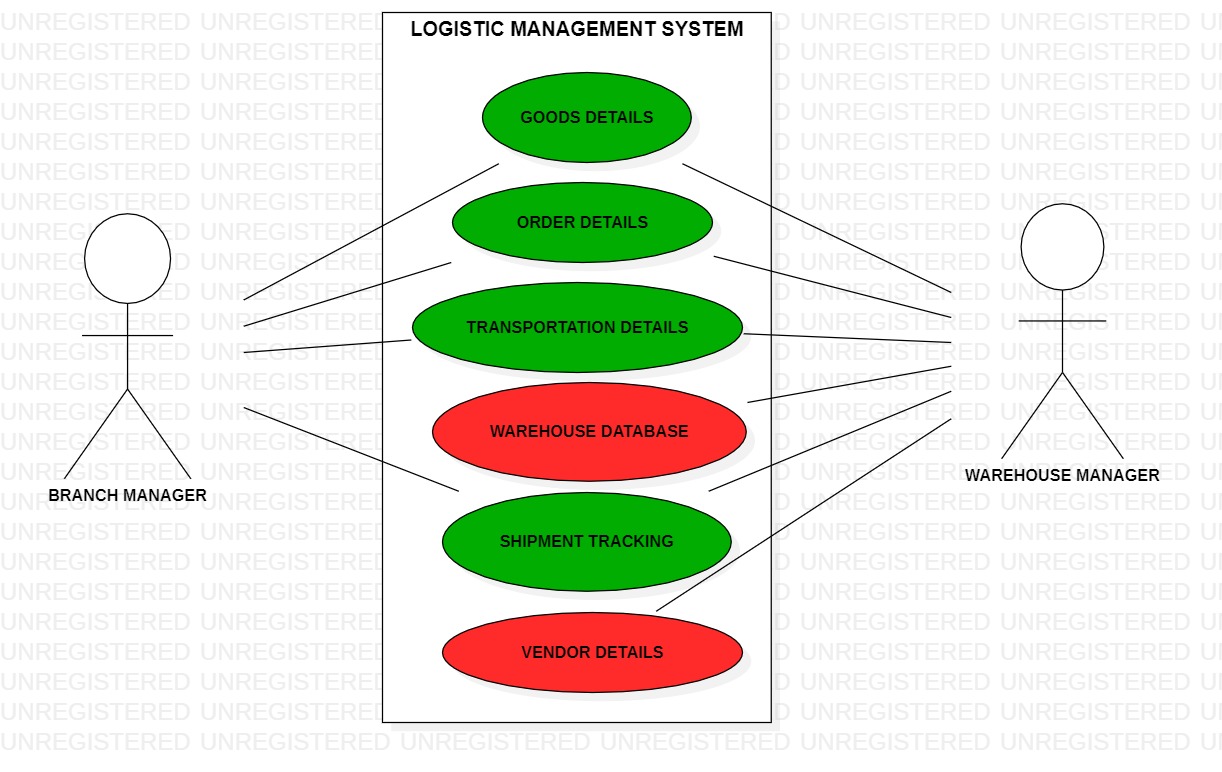 LOGISTIC MANAGEMENT SYSTEM
GOODS DETAILS
ORDER DETAILS
TRANSPORTATION DETAILS
WAREHOUSE DATABASE
WAREHOUSE MANAGER
BRANCH MANAGER
SHIPMENT TRACKING
VENDOR DETAILS
UNREGISTERED UNREGISTERED UNREGISTERED UNREGISTERED UNREGISTERED UNREGISTERED